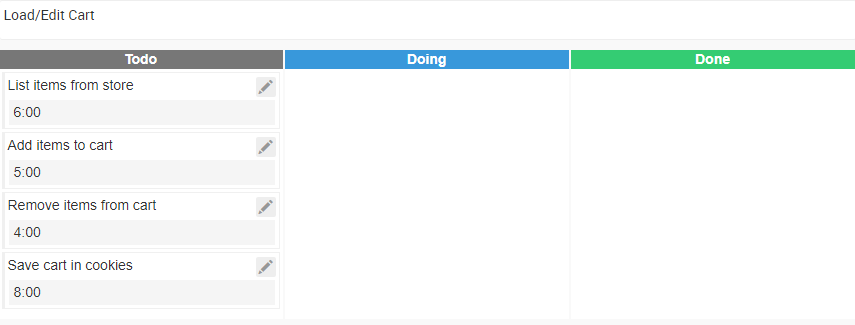 Load/Edit Cart
Todo Doing Done
List items from store
6:00
Add items to cart
5:00
Remove items from cart
4:00
Save cart in cookies
8:00